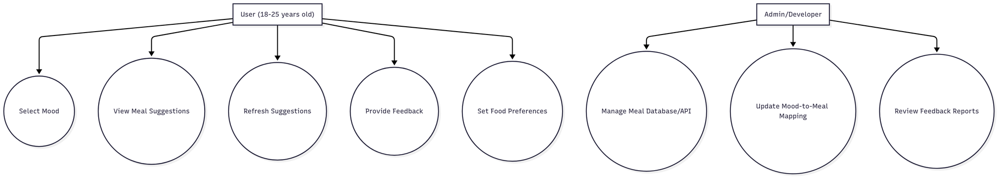 User (18-25 years old)
Admin/Developer
Select Mood
View Meal Suggestions
Refresh Suggestions
Provide Feedback
Set Food Preferences
Manage Meal Database/API
Update Mood-to-Meal
Mapping
Review Feedback Reports